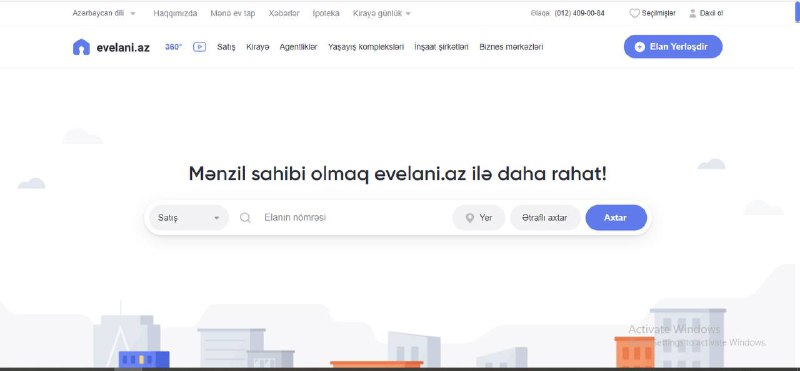 Azərbaycan dili Haqqımızda Mənə ev tap Xəbərlər İpoteka Kirayə günlük Əlaqə: (012) 409-00-84 Seçilmişlər Daxil ol
evelani.az 360° Satış Kirayə Agentliklər Yaşayış kompleksləri İnşaat şirkətləri Biznes mərkəzləri Elan Yerləşdir
Mənzil sahibi olmaq evelani.az ilə daha rahat!
Satış Elanın nömrəsi Yer Ətraflı axtar Axtar
Activate Windows
settings to activate Windows.